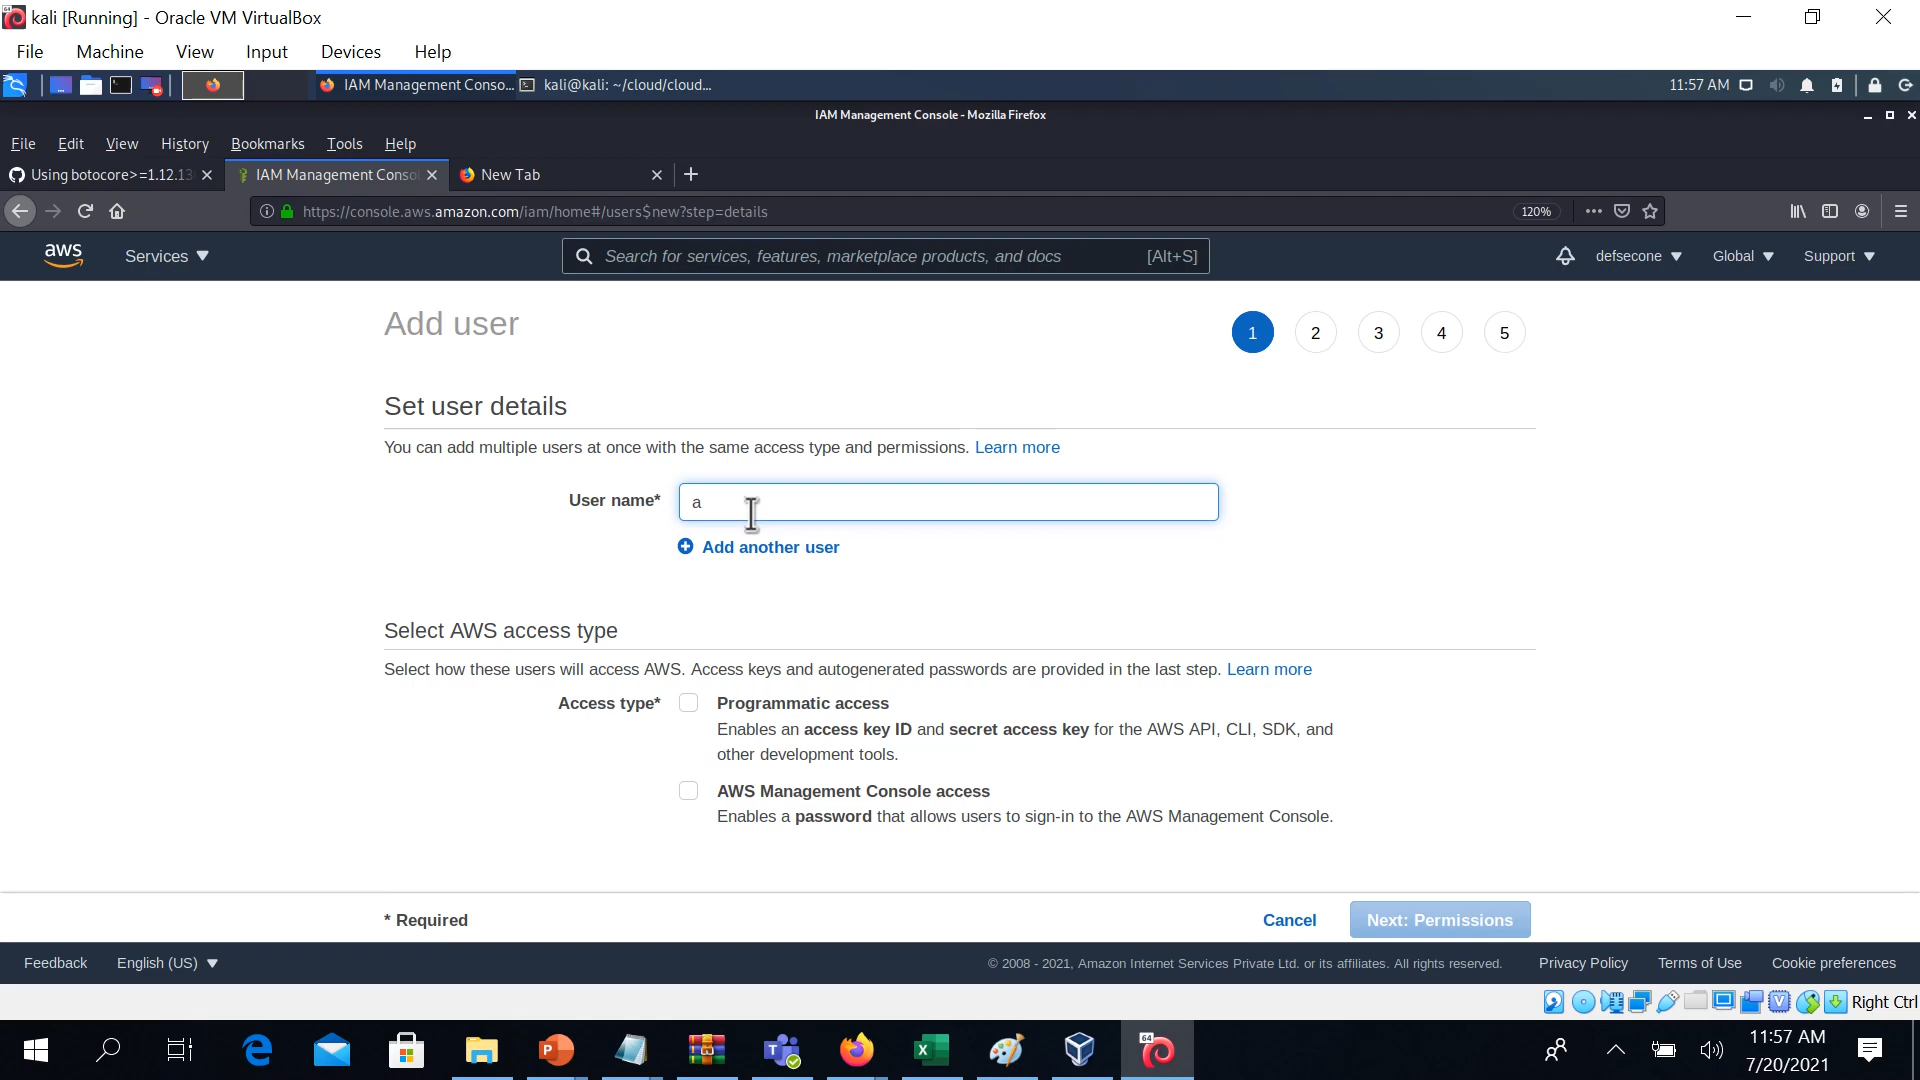 kali [Running] - Oracle VM VirtualBox
File Machine View Input Devices Help
IAM Management Conso... kali@kali: ~/cloud/cloud... 11:57 AM
IAM Management Console - Mozilla Firefox
File Edit View History Bookmarks Tools Help
Using botocore>=1.12.13 IAM Management Conso New Tab
https://console.aws.amazon.com/iam/home#/users$new?step=details 120%
aws Services Search for services, features, marketplace products, and docs [Alt+S] defsecone Global Support
Add user 1 2 3 4 5
Set user details
You can add multiple users at once with the same access type and permissions. Learn more
User name* a
Add another user
Select AWS access type
Select how these users will access AWS. Access keys and autogenerated passwords are provided in the last step. Learn more
Access type* Programmatic access
Enables an access key ID and secret access key for the AWS API, CLI, SDK, and
other development tools.
AWS Management Console access
Enables a password that allows users to sign-in to the AWS Management Console.
* Required Cancel Next: Permissions
Feedback English (US) © 2008 - 2021, Amazon Internet Services Private Ltd. or its affiliates. All rights reserved. Privacy Policy Terms of Use Cookie preferences
Right Ctrl
11:57 AM
7/20/2021